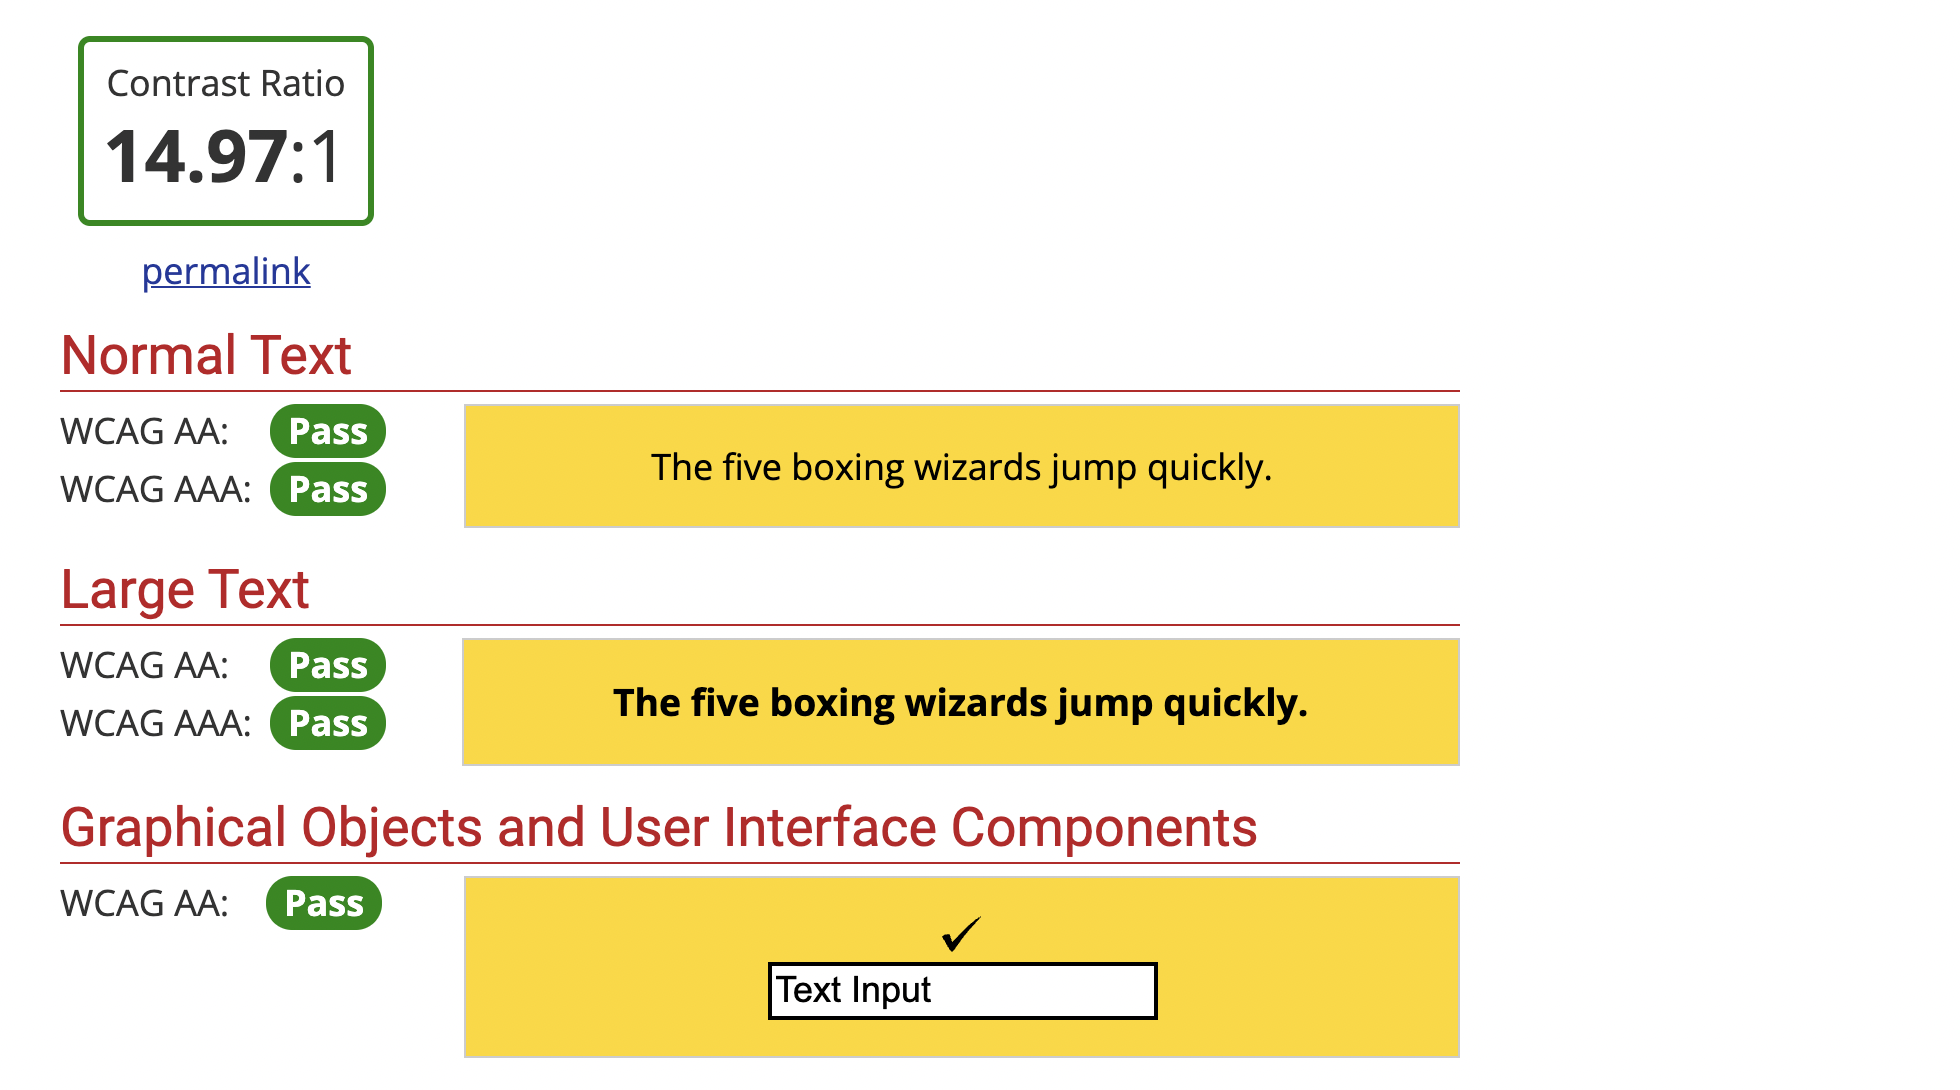 Contrast Ratio
14.97:1
permalink
Normal Text
WCAG AA: Pass
WCAG AAA: Pass
The five boxing wizards jump quickly.
Large Text
WCAG AA: Pass
WCAG AAA: Pass
The five boxing wizards jump quickly.
Graphical Objects and User Interface Components
WCAG AA: Pass
✓
Text Input